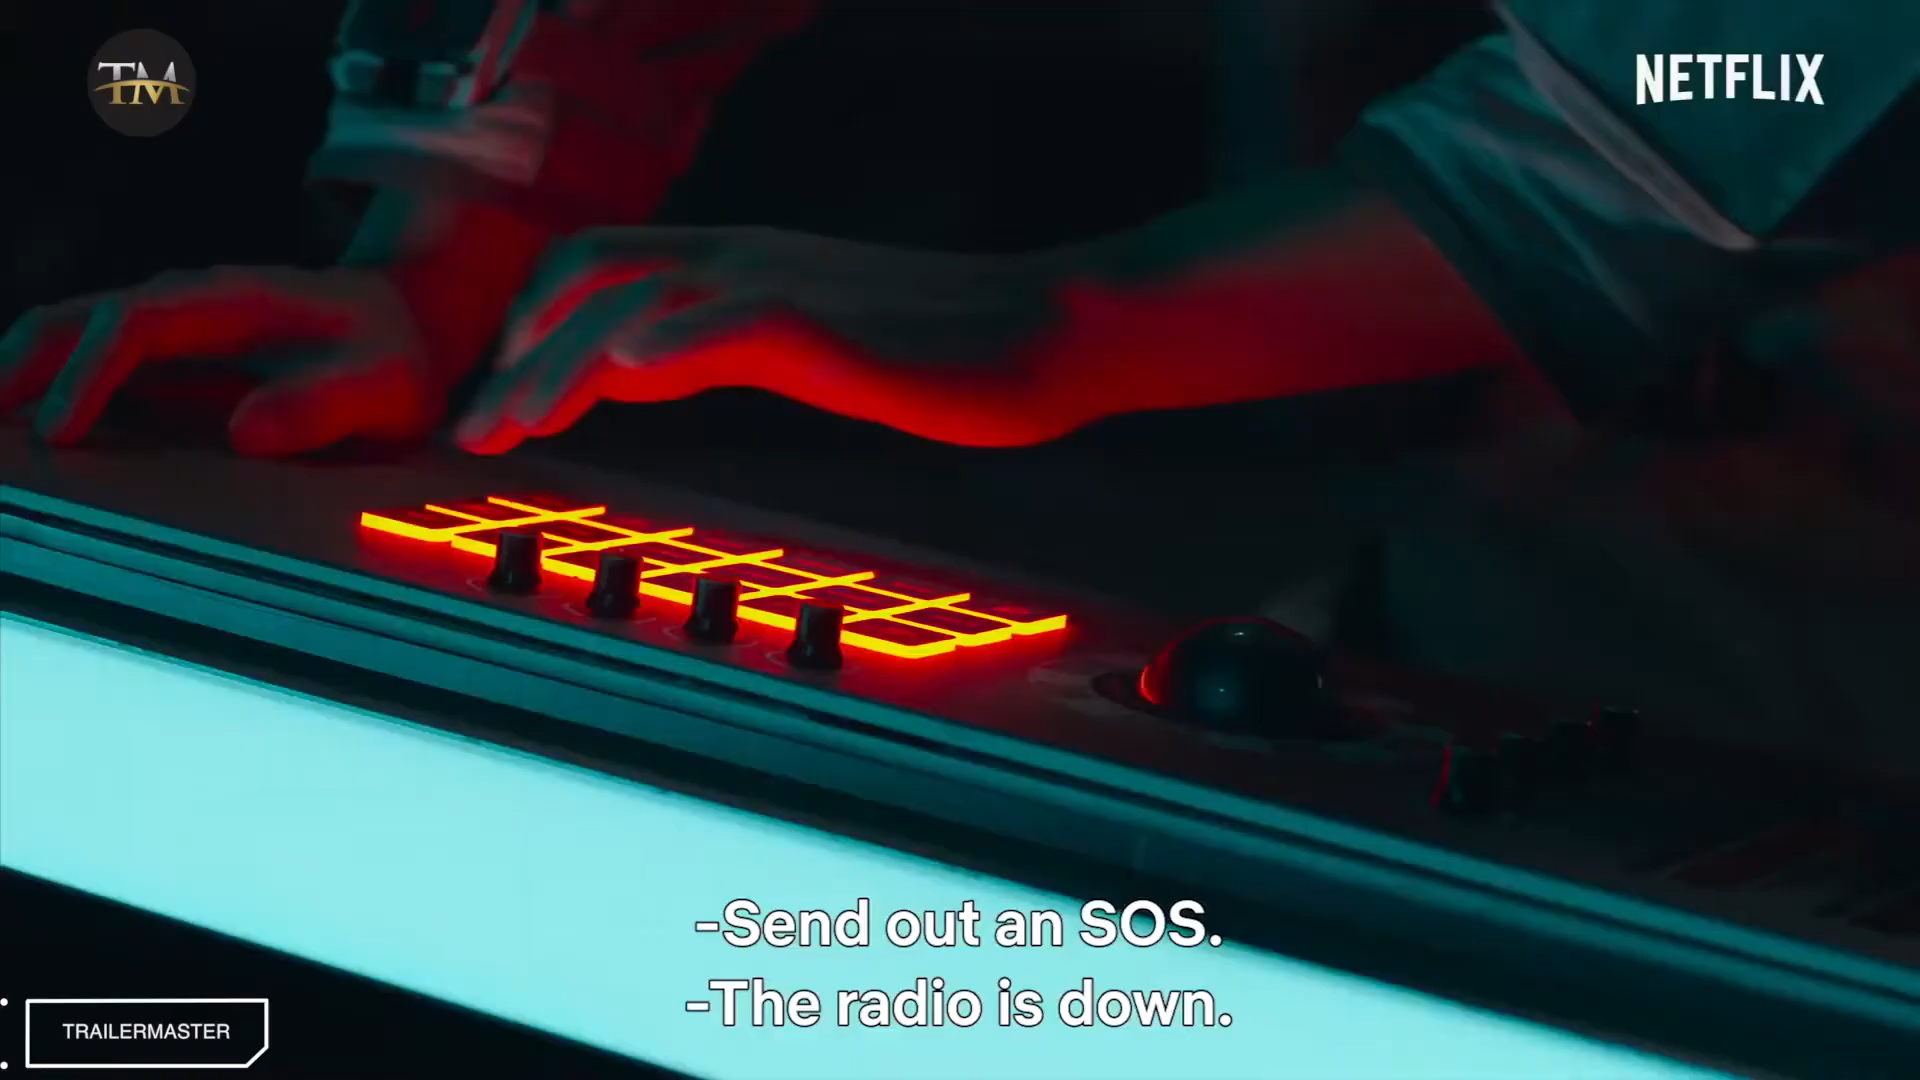 TM
NETFLIX
-Send out an SOS.
-The radio is down.
TRAILERMASTER